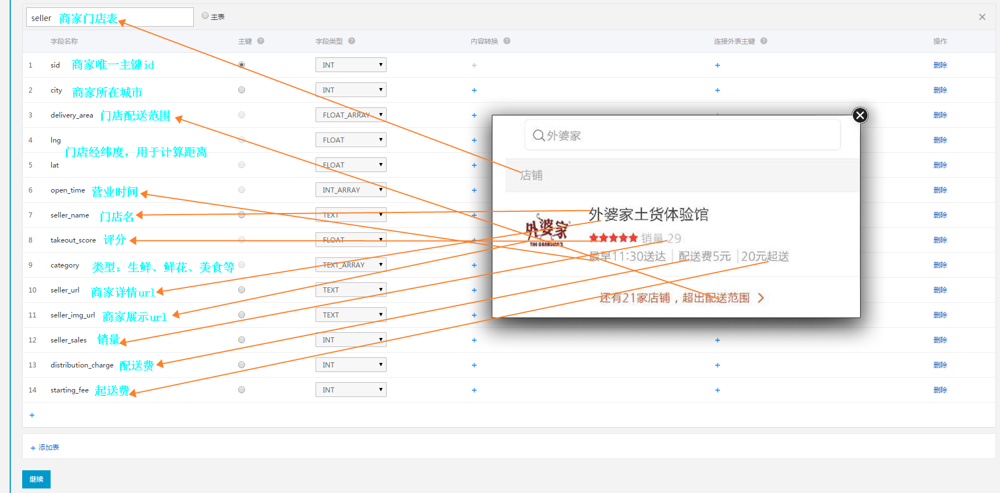 seller 商家门店表 主表
字段名称 主键 字段类型 内容转换 连接外表主键 操作
1 sid 商家唯一主键id INT 删除
2 city 商家所在城市 INT 删除
3 delivery_area 门店配送范围 FLOAT_ARRAY 删除
4 lng FLOAT 删除
门店经纬度，用于计算距离
5 lat FLOAT 删除
6 open_time 营业时间 INT_ARRAY 删除
7 seller_name 门店名 TEXT 删除
8 takeout_score 评分 FLOAT 删除
9 category 类型：生鲜、鲜花、美食等 TEXT_ARRAY 删除
10 seller_url 商家详情url TEXT 删除
11 seller_img_url 商家展示url TEXT 删除
12 seller_sales 销量 INT 删除
13 distribution_charge 配送费 INT 删除
14 starting_fee 起送费 INT 删除
+
+ 添加表
继续
外婆家
店铺
外婆家土货体验馆
外婆家
THE GRANDMA'S
销量 29
最早11:30送达 | 配送费5元 | 20元起送
还有21家店铺，超出配送范围